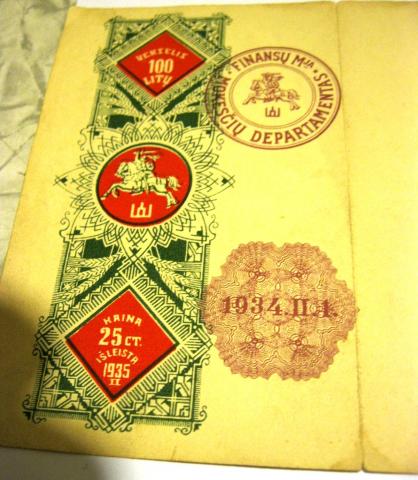 VEKSELIS
100
LITŲ
FINANSŲ M-JA
MOKESČIŲ DEPARTAMENTAS
1934.II.1.
KAINA
25 CT.
IŠLEISTA
1935
II